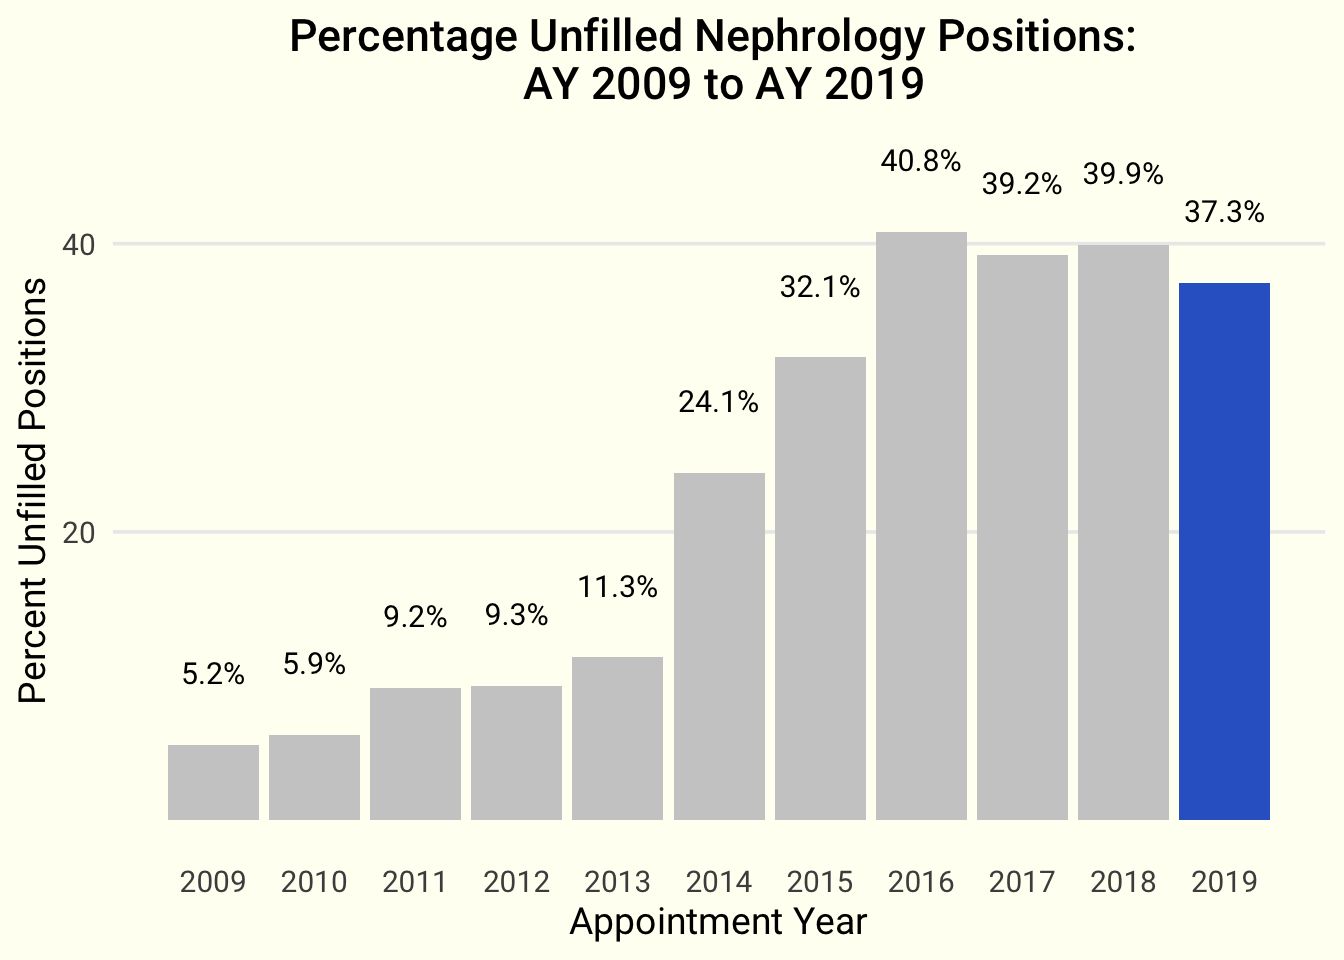 Percentage Unfilled Nephrology Positions:
AY 2009 to AY 2019
Percent Unfilled Positions
40
20
5.2%
5.9%
9.2%
9.3%
11.3%
24.1%
32.1%
40.8%
39.2%
39.9%
37.3%
2009 2010 2011 2012 2013 2014 2015 2016 2017 2018 2019
Appointment Year